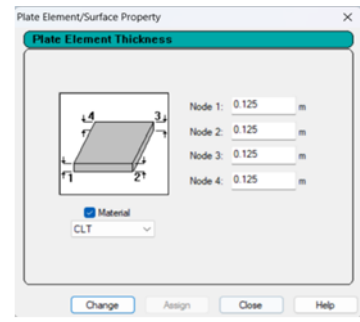 Plate Element/Surface Property
Plate Element Thickness
4 3
1 2
Node 1: 0.125 m
Node 2: 0.125 m
Node 3: 0.125 m
Node 4: 0.125 m
Material
CLT
Change Assign Close Help